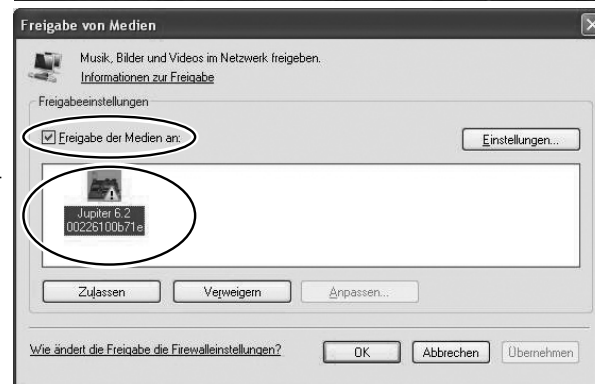 Freigabe von Medien
Musik, Bilder und Videos im Netzwerk freigeben.
Informationen zur Freigabe
Freigabeeinstellungen
Freigabe der Medien an:
Einstellungen...
Jupiter 6.2
00226100b71e
Zulassen
Verweigern
Anpassen...
Wie ändert die Freigabe die Firewalleinstellungen?
OK
Abbrechen
Übernehmen